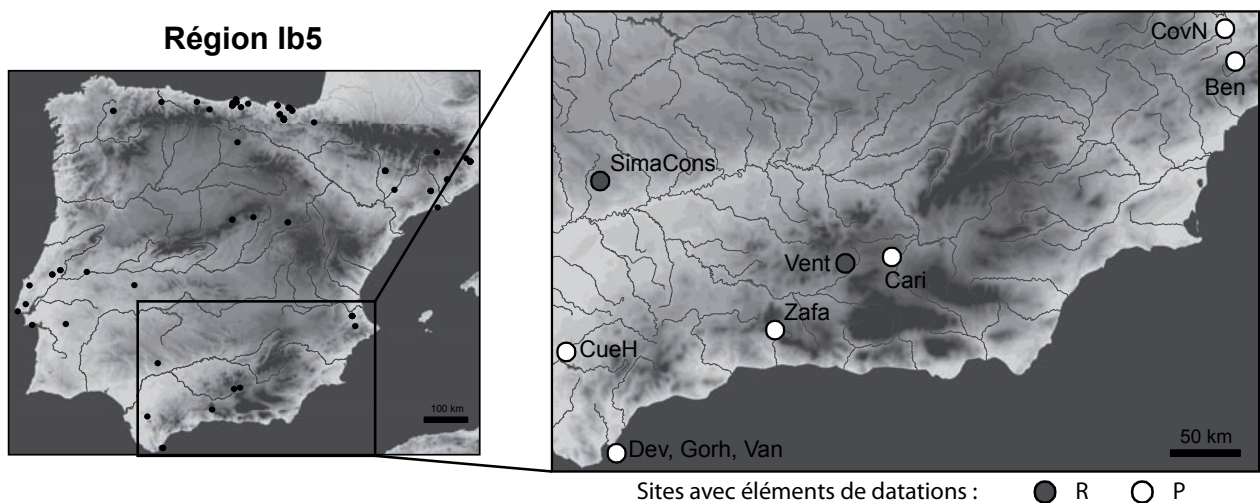 Région Ib5
100 km
CovN
Ben
SimaCons
Vent
Cari
Zafa
CueH
Dev, Gorh, Van
50 km
Sites avec éléments de datations : R P